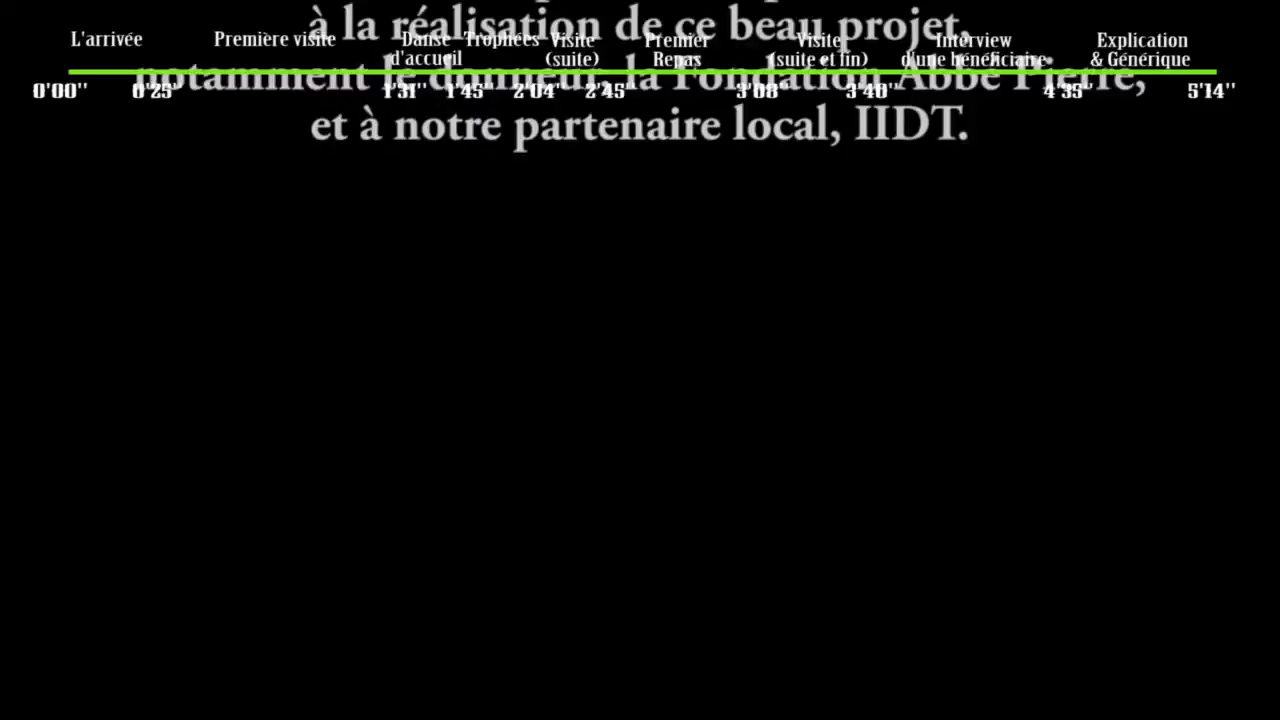 à la réalisation de ce beau projet,
L'arrivée Première visite Danse d'accueil Trophées Visite (suite) Premier Repas Visite (suite et fin) Interview d'une bénéficiaire Explication & Générique
notamment le donneur, la Fondation Abbé Pierre,
0'00'' 0'25'' 1'31'' 1'45'' 2'04'' 2'45'' 3'08'' 3'40'' 4'35'' 5'14''
et à notre partenaire local, IIDT.